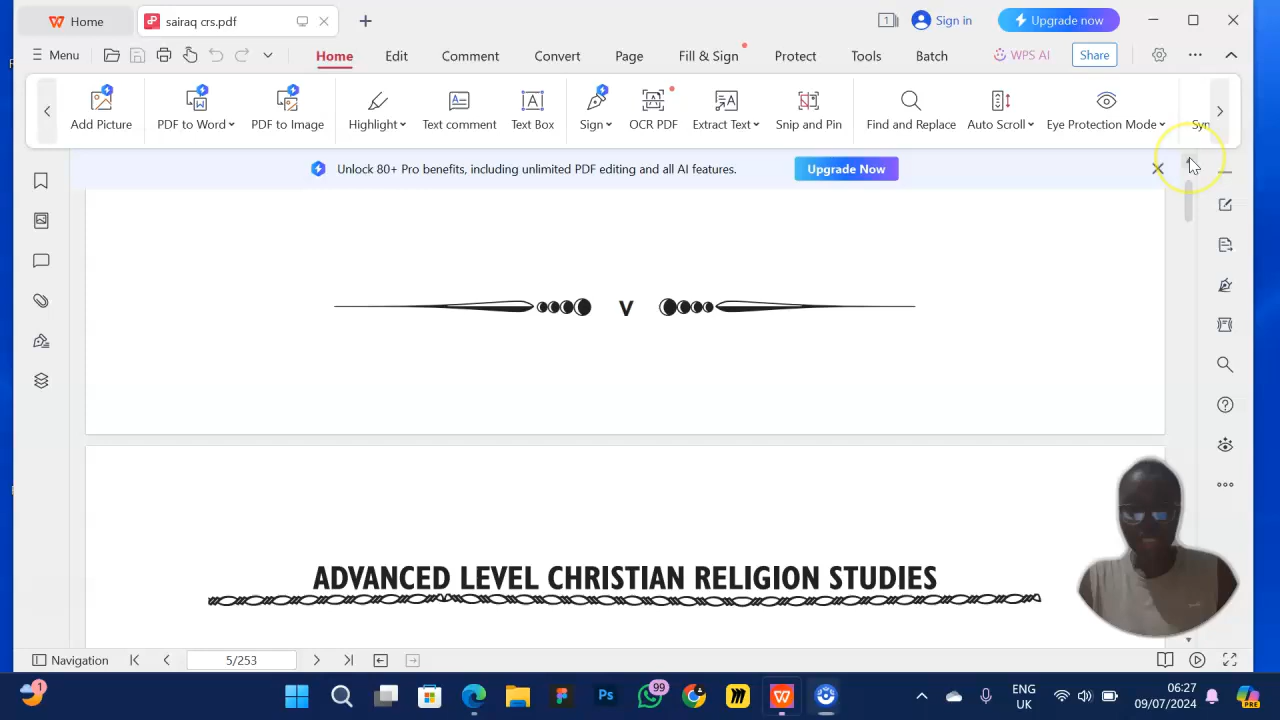 Home
sairaq crs.pdf
1
Sign in
Upgrade now
Menu
Home
Edit
Comment
Convert
Page
Fill & Sign
Protect
Tools
Batch
WPS AI
Share
Add Picture
PDF to Word
PDF to Image
Highlight
Text comment
Text Box
Sign
OCR PDF
Extract Text
Snip and Pin
Find and Replace
Auto Scroll
Eye Protection Mode
Unlock 80+ Pro benefits, including unlimited PDF editing and all AI features.
Upgrade Now
V
ADVANCED LEVEL CHRISTIAN RELIGION STUDIES
Navigation
5/253
1
Ps
99
ENG
UK
06:27
09/07/2024
PRE